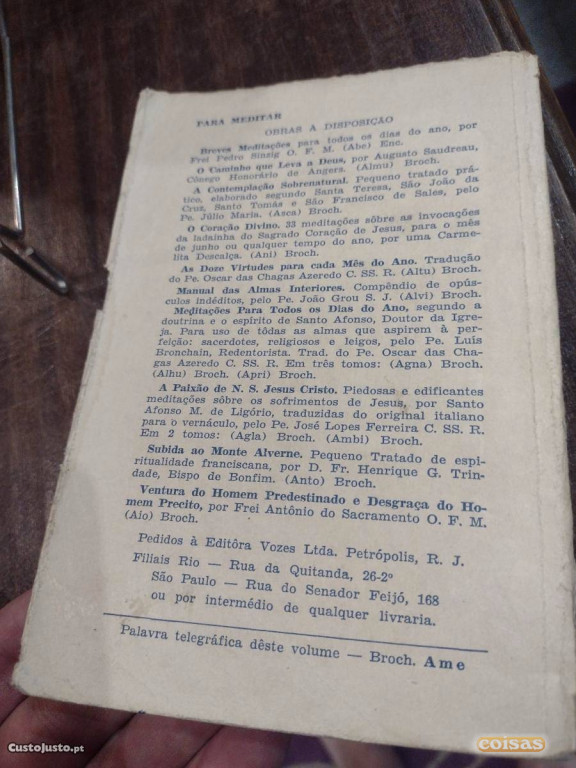 PARA MEDITAR
OBRAS A DISPOSIÇÃO
Breves Meditações para todos os dias do ano, por
Frei Pedro Sinzig O. F. M. (Abe) Enc.
O Caminho que Leva a Deus, por Augusto Saudreau,
Cônego Honorário de Angers. (Almu) Broch.
A Contemplação Sobrenatural. Pequeno tratado prá-
tico, elaborado segundo Santa Teresa, São João da
Cruz, Santo Tomás e São Francisco de Sales, pelo
Pe. Júlio Maria. (Asca) Broch.
O Coração Divino. 33 meditações sôbre as invocações
da ladainha do Sagrado Coração de Jesus, para o mês
de junho ou qualquer tempo do ano, por uma Carme-
lita Descalça. (Ani) Broch.
As Doze Virtudes para cada Mês do Ano. Tradução
do Pe. Oscar das Chagas Azeredo C. SS. R. (Altu) Broch.
Manual das Almas Interiores. Compêndio de opús-
culos indéditos, pelo Pe. João Grou S. J. (Alvi) Broch.
Meditações Para Todos os Dias do Ano, segundo a
doutrina e o espírito de Santo Afonso, Doutor da Igre-
ja. Para uso de tôdas as almas que aspirem à per-
feição: sacerdotes, religiosos e leigos, pelo Pe. Luís
Bronchain, Redentorista. Trad. do Pe. Oscar das Cha-
gas Azeredo C. SS. R. Em três tomos: (Agna) Broch.
(Alhu) Broch. (Apri) Broch.
A Paixão de N. S. Jesus Cristo. Piedosas e edificantes
meditações sôbre os sofrimentos de Jesus, por Santo
Afonso M. de Ligório, traduzidas do original italiano
para o vernáculo, pelo Pe. José Lopes Ferreira C. SS. R.
Em 2 tomos: (Agla) Broch. (Ambi) Broch.
Subida ao Monte Alverne. Pequeno Tratado de espi-
ritualidade franciscana, por D. Fr. Henrique G. Trin-
dade, Bispo de Bonfim. (Anto) Broch.
Ventura do Homem Predestinado e Desgraça do Ho-
mem Precito, por Frei Antônio do Sacramento O. F. M.
(Aio) Broch.
Pedidos à Editôra Vozes Ltda. Petrópolis, R. J.
Filiais Rio — Rua da Quitanda, 26-2º
São Paulo — Rua do Senador Feijó, 168
ou por intermédio de qualquer livraria.
Palavra telegráfica dêste volume — Broch. Ame
CustoJusto.pt
coisas